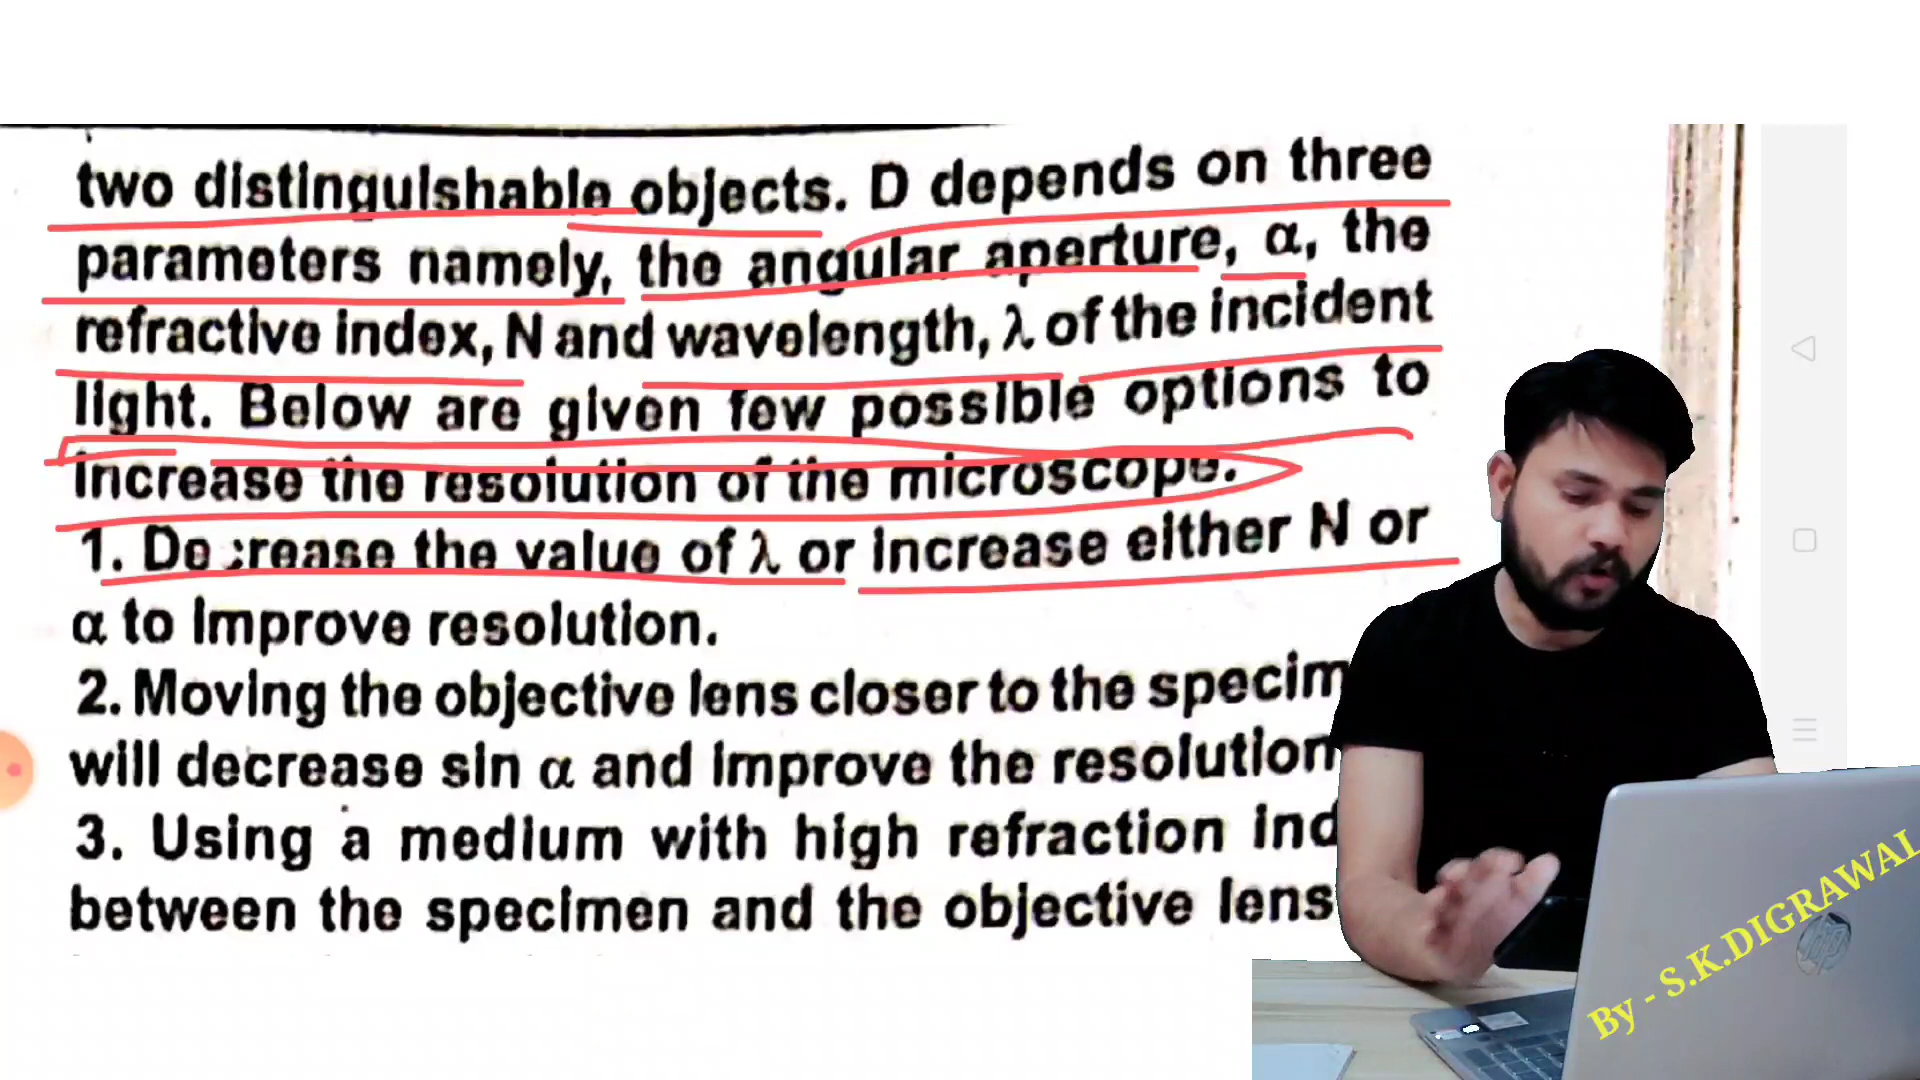 two distinguishable objects. D depends on three
parameters namely, the angular aperture, α, the
refractive index, N and wavelength, λ of the incident
light. Below are given few possible options to
increase the resolution of the microscope.
1. Decrease the value of λ or increase either N or
α to improve resolution.
2. Moving the objective lens closer to the specim
will decrease sin α and improve the resolution
3. Using a medium with high refraction ind
between the specimen and the objective lens
By - S.K.DIGRAWAL
hp